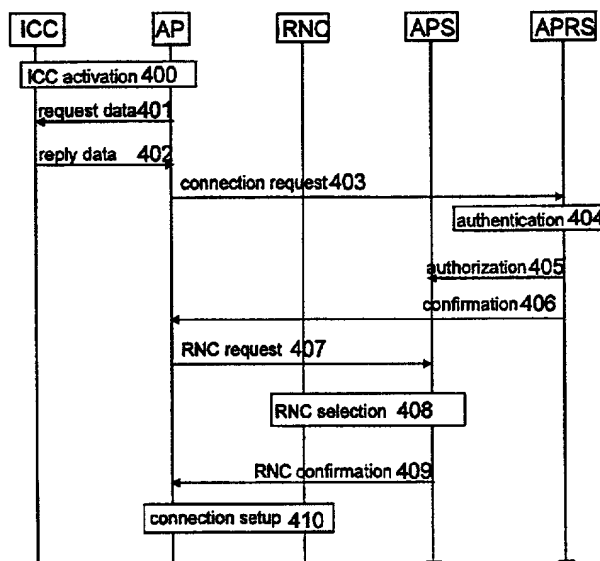 ICC AP RNC APS APRS
ICC activation 400
request data 401
reply data 402
connection request 403
authentication 404
authorization 405
confirmation 406
RNC request 407
RNC selection 408
RNC confirmation 409
connection setup 410